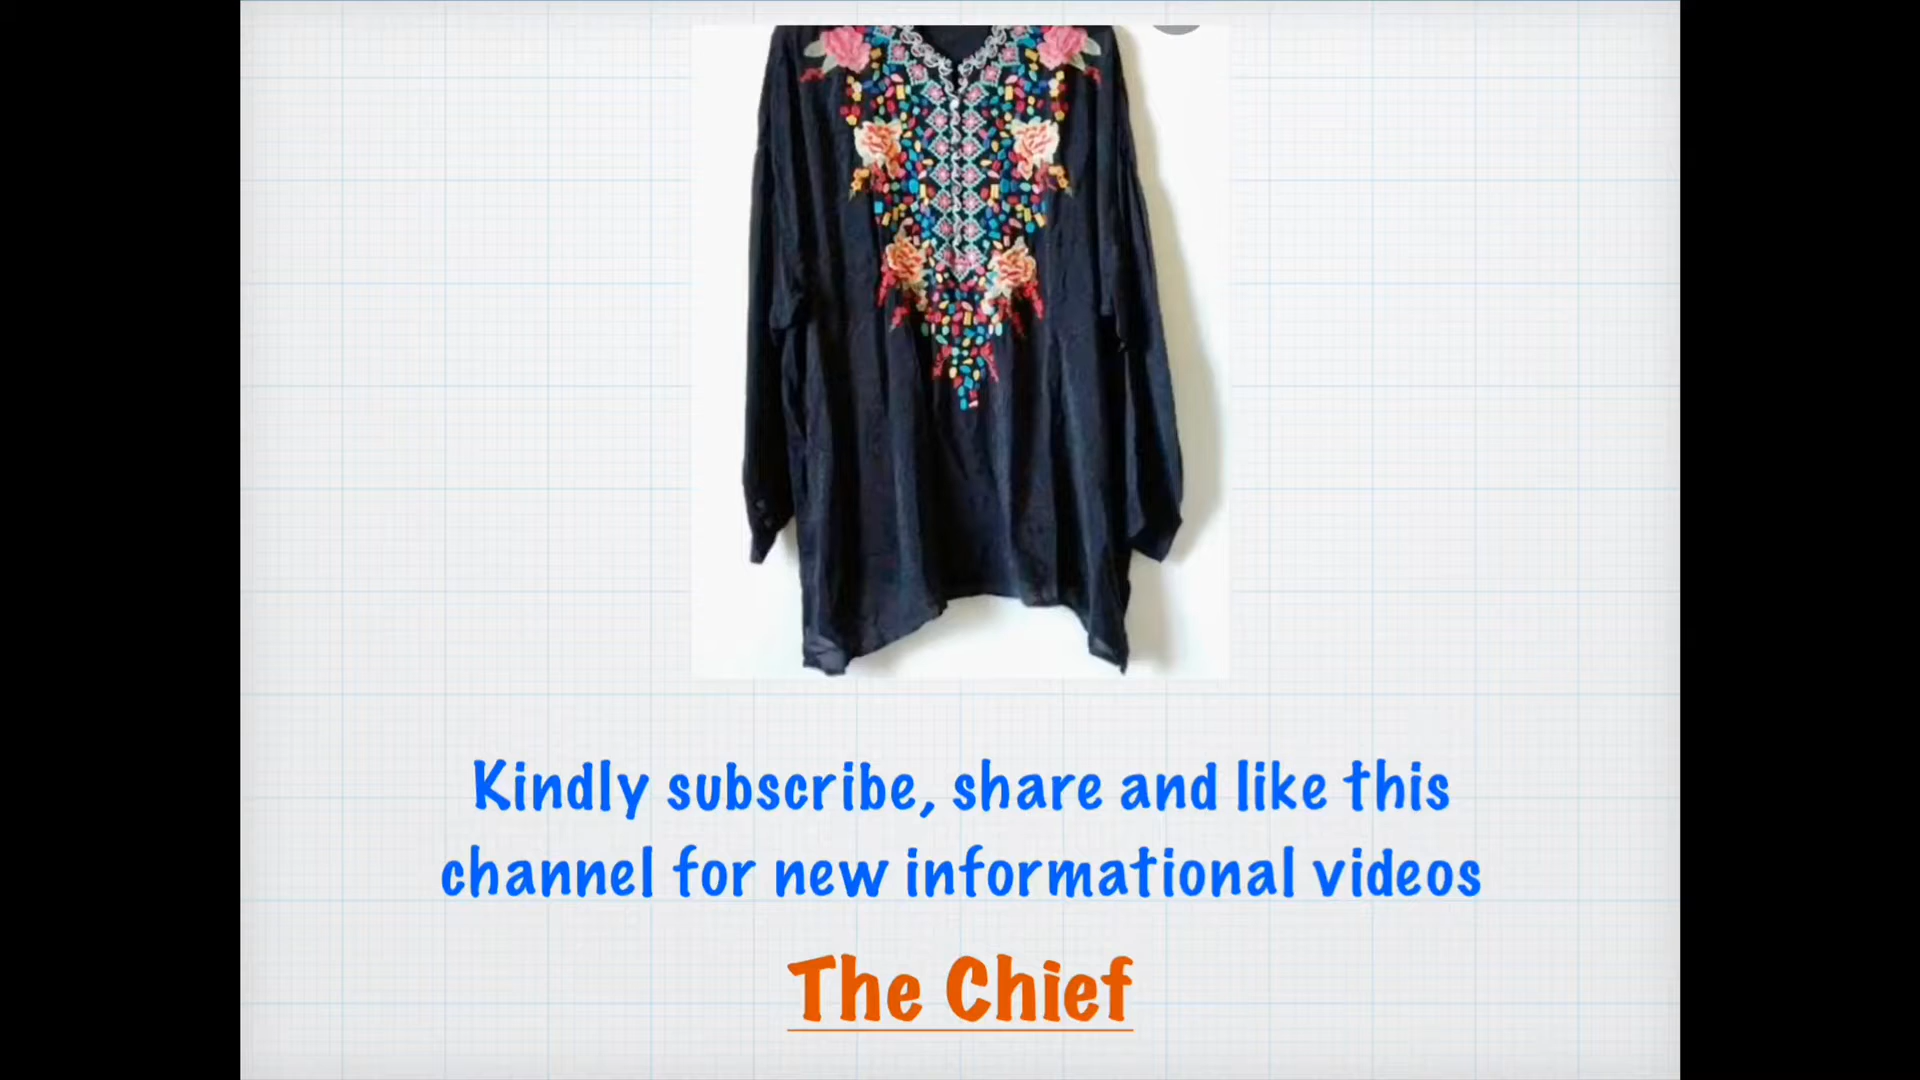 Kindly subscribe, share and like this
channel for new informational videos
The Chief